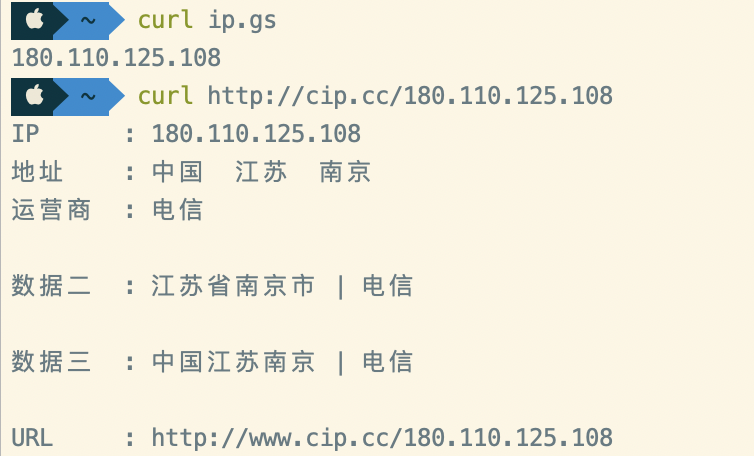 ~ curl ip.gs
180.110.125.108
~ curl http://cip.cc/180.110.125.108
IP : 180.110.125.108
地址 : 中国 江苏 南京
运营商 : 电信
数据二 : 江苏省南京市 | 电信
数据三 : 中国江苏南京 | 电信
URL : http://www.cip.cc/180.110.125.108